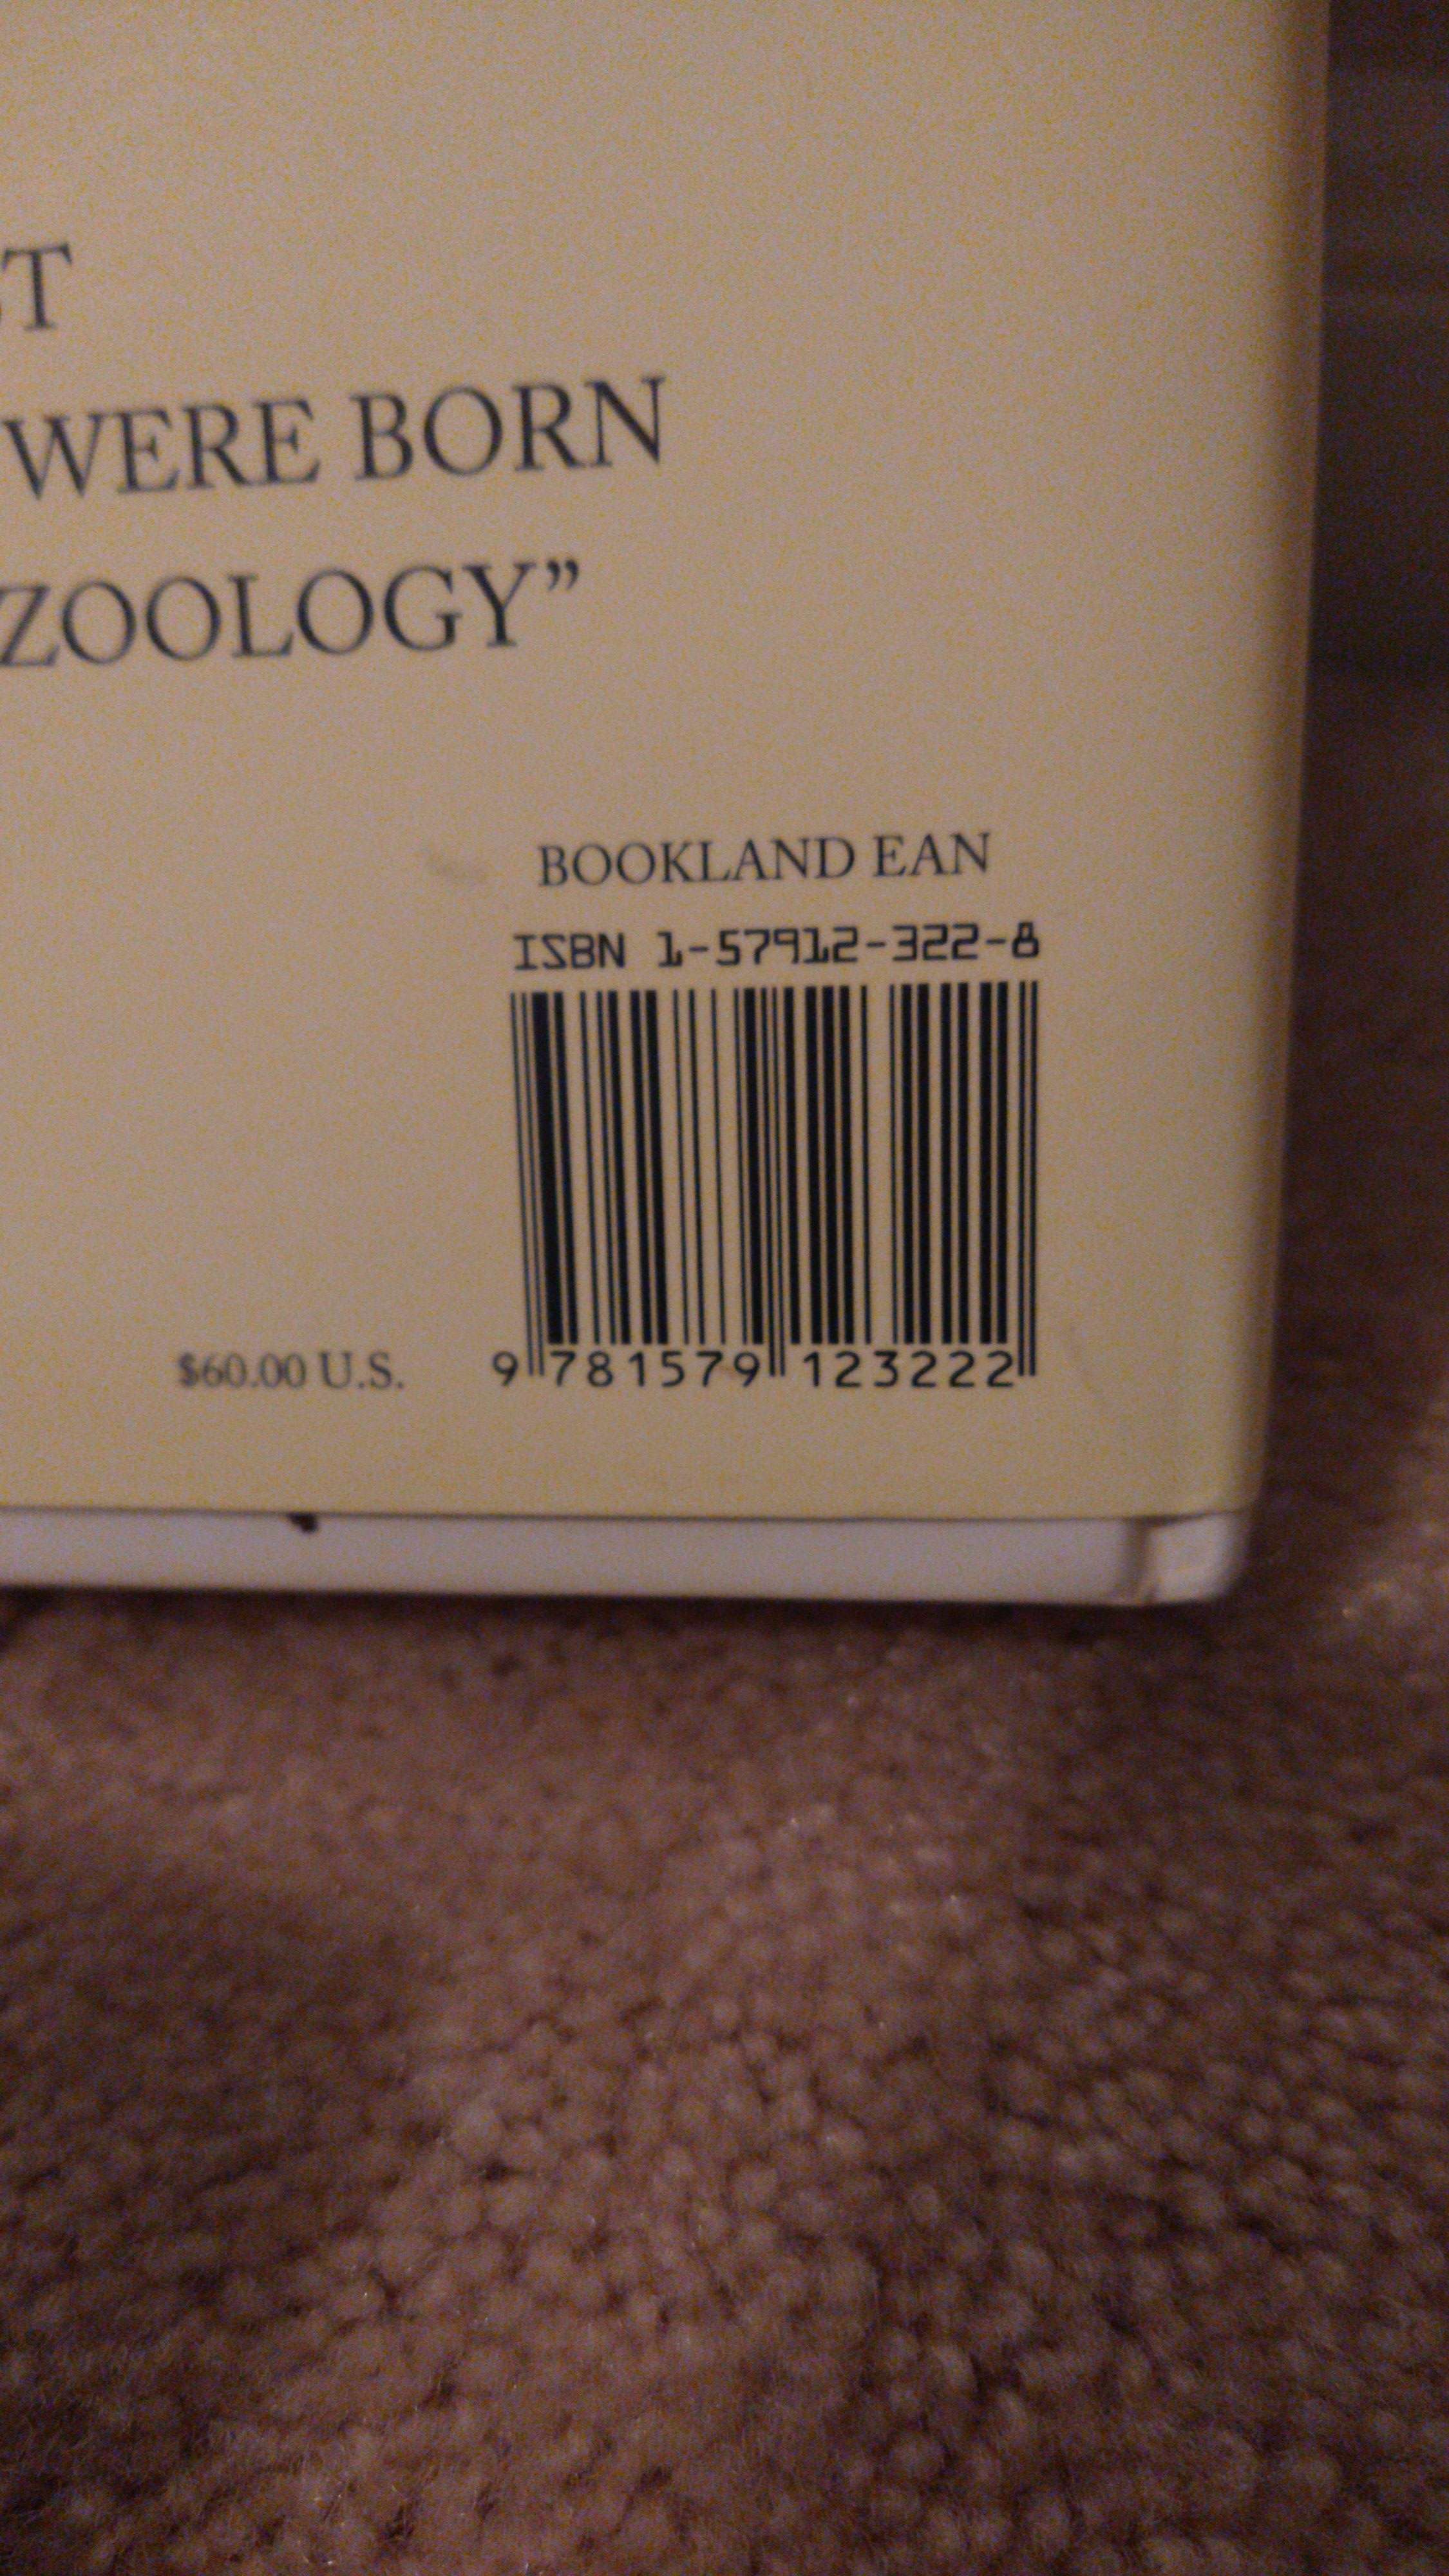 ST
WERE BORN
ZOOLOGY”
BOOKLAND EAN
ISBN 1-57912-322-8
$60.00 U.S.
9 781579 123222